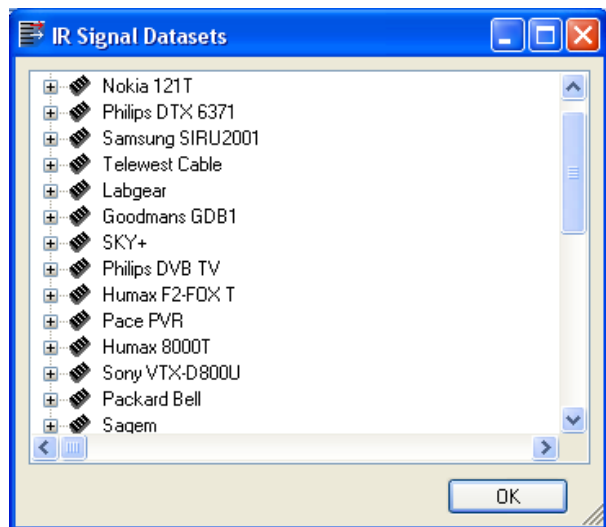 IR Signal Datasets
Nokia 121T
Philips DTX 6371
Samsung SIRU2001
Telewest Cable
Labgear
Goodmans GDB1
SKY+
Philips DVB TV
Humax F2-FOX T
Pace PVR
Humax 8000T
Sony VTX-D800U
Packard Bell
Sagem
OK